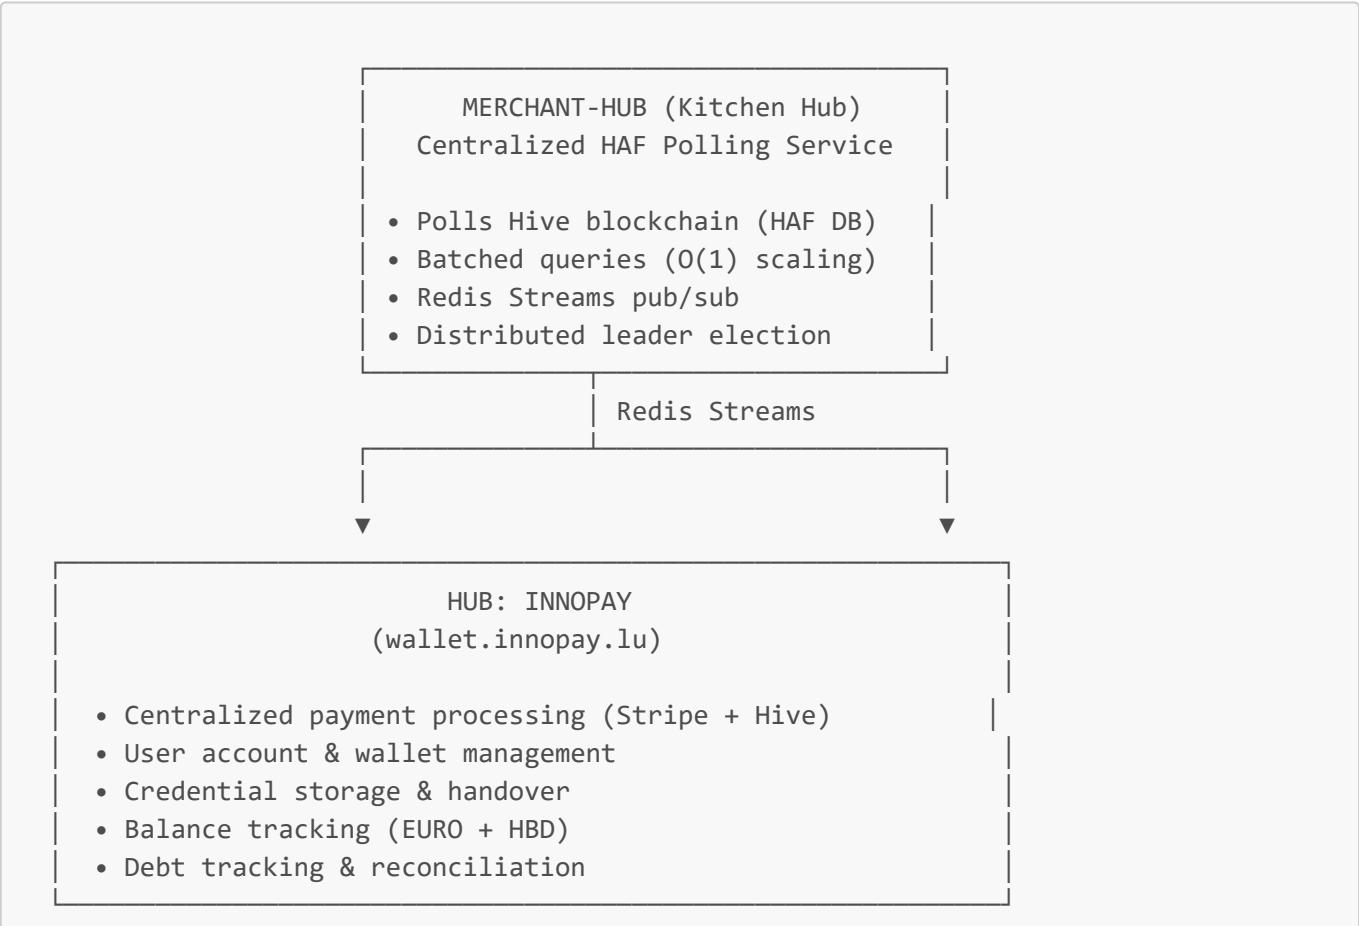 MERCHANT-HUB (Kitchen Hub)
Centralized HAF Polling Service
• Polls Hive blockchain (HAF DB)
• Batched queries (O(1) scaling)
• Redis Streams pub/sub
• Distributed leader election
Redis Streams
HUB: INNOPAY
(wallet.innopay.lu)
• Centralized payment processing (Stripe + Hive)
• User account & wallet management
• Credential storage & handover
• Balance tracking (EURO + HBD)
• Debt tracking & reconciliation